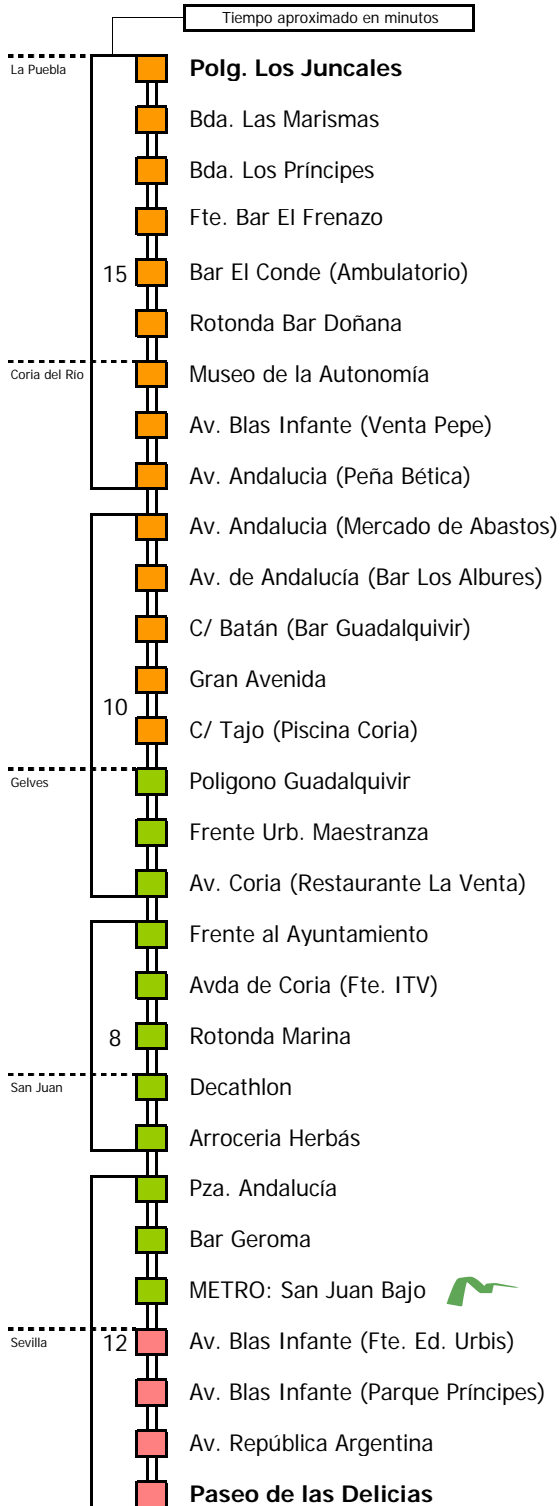 Tiempo aproximado en minutos
La Puebla
Polg. Los Juncales
Bda. Las Marismas
Bda. Los Príncipes
Fte. Bar El Frenazo
15
Bar El Conde (Ambulatorio)
Rotonda Bar Doñana
Coria del Río
Museo de la Autonomía
Av. Blas Infante (Venta Pepe)
Av. Andalucia (Peña Bética)
Av. Andalucia (Mercado de Abastos)
Av. de Andalucía (Bar Los Albures)
C/ Batán (Bar Guadalquivir)
Gran Avenida
10
C/ Tajo (Piscina Coria)
Gelves
Poligono Guadalquivir
Frente Urb. Maestranza
Av. Coria (Restaurante La Venta)
Frente al Ayuntamiento
Avda de Coria (Fte. ITV)
8
Rotonda Marina
San Juan
Decathlon
Arroceria Herbás
Pza. Andalucía
Bar Geroma
METRO: San Juan Bajo
Sevilla
12
Av. Blas Infante (Fte. Ed. Urbis)
Av. Blas Infante (Parque Príncipes)
Av. República Argentina
Paseo de las Delicias